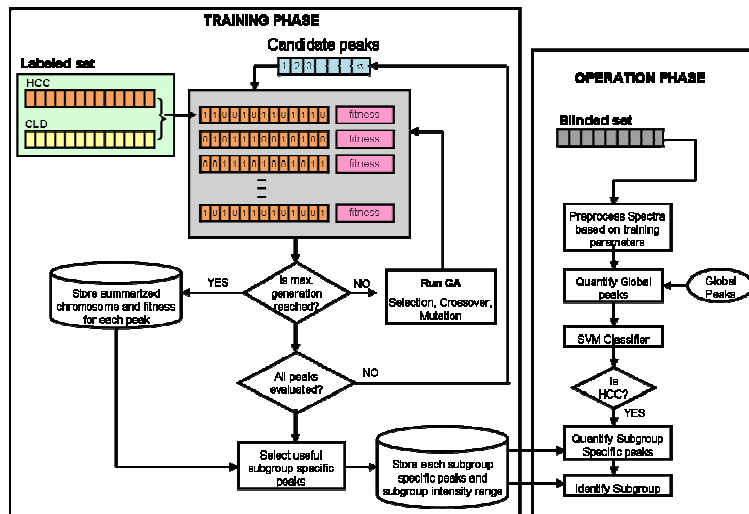 TRAINING PHASE
Candidate peaks
1 2 3 n
Labeled set
HCC
CLD
fitness
fitness
fitness
fitness
Is max.
generation
reached?
YES
NO
Store
summarized
chromosome and fitness
for each peak
Run GA
Selection, Crossover,
Mutation
All peaks
evaluated?
NO
Select useful
subgroup specific
peaks
Store each subgroup
specific peaks and
subgroup intensity range
OPERATION PHASE
Blinded set
Preprocess Spectra
based on training
parameters
Quantify Global
peaks
Global
Peaks
SVM Classifier
Is
HCC?
YES
Quantify Subgroup
Specific peaks
Identify Subgroup